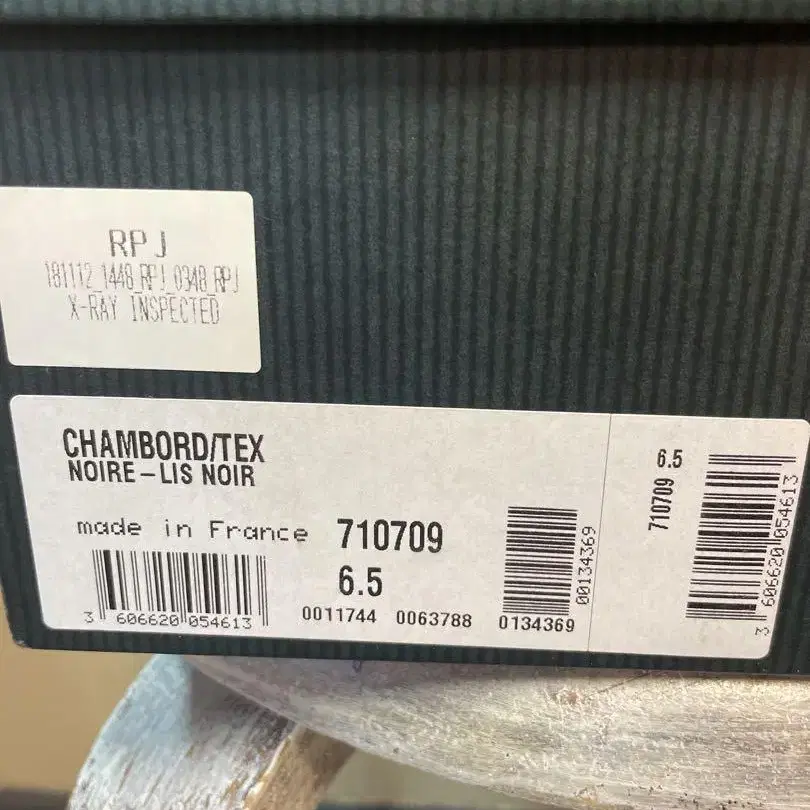 RPJ
181112_1448_RPJ_0348_RPJ
X-RAY INSPECTED
CHAMBORD/TEX
NOIRE-LIS NOIR
made in France 710709
6.5
3 606620 054613
0011744 0063788 0134369
00134369
6.5
710709
3 606620 054613